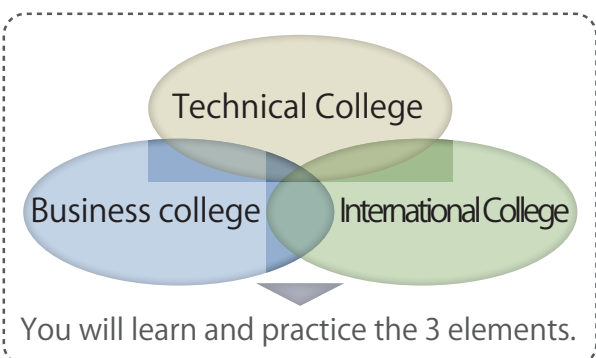 Technical College
Business college
International College
You will learn and practice the 3 elements.